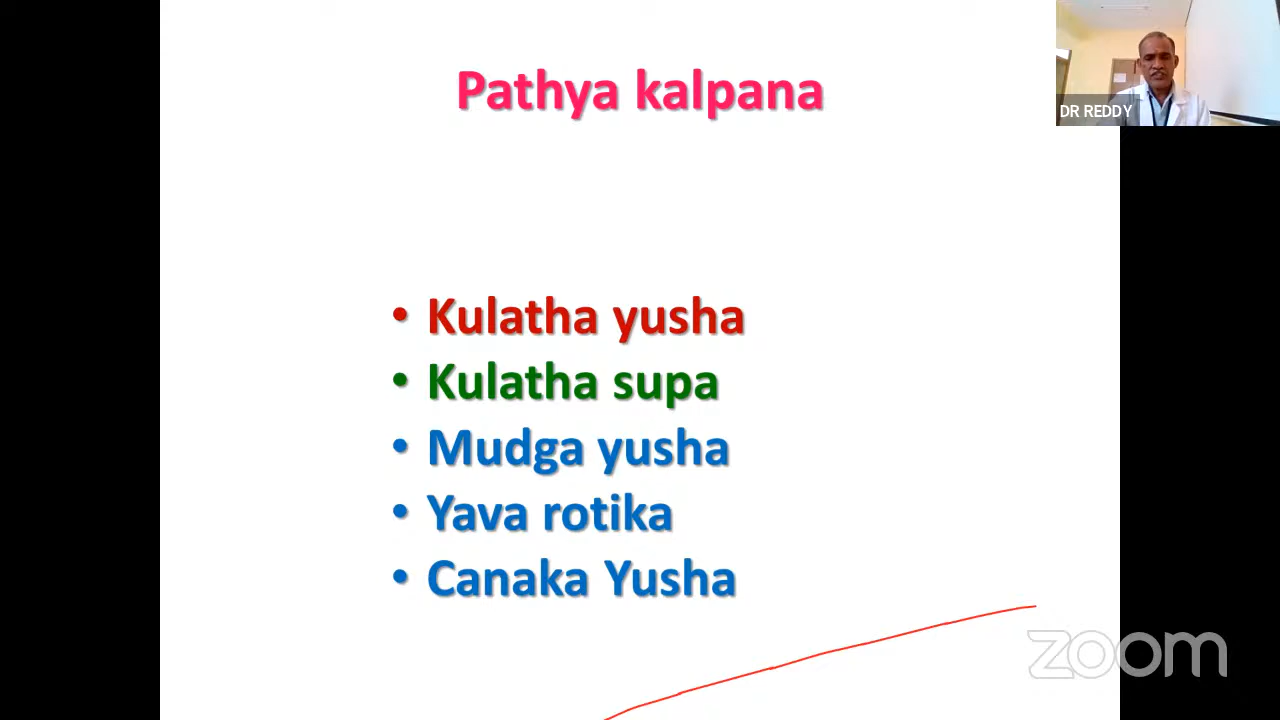 Pathya kalpana
DR REDDY
• Kulatha yusha
• Kulatha supa
• Mudga yusha
• Yava rotika
• Canaka Yusha
zoom